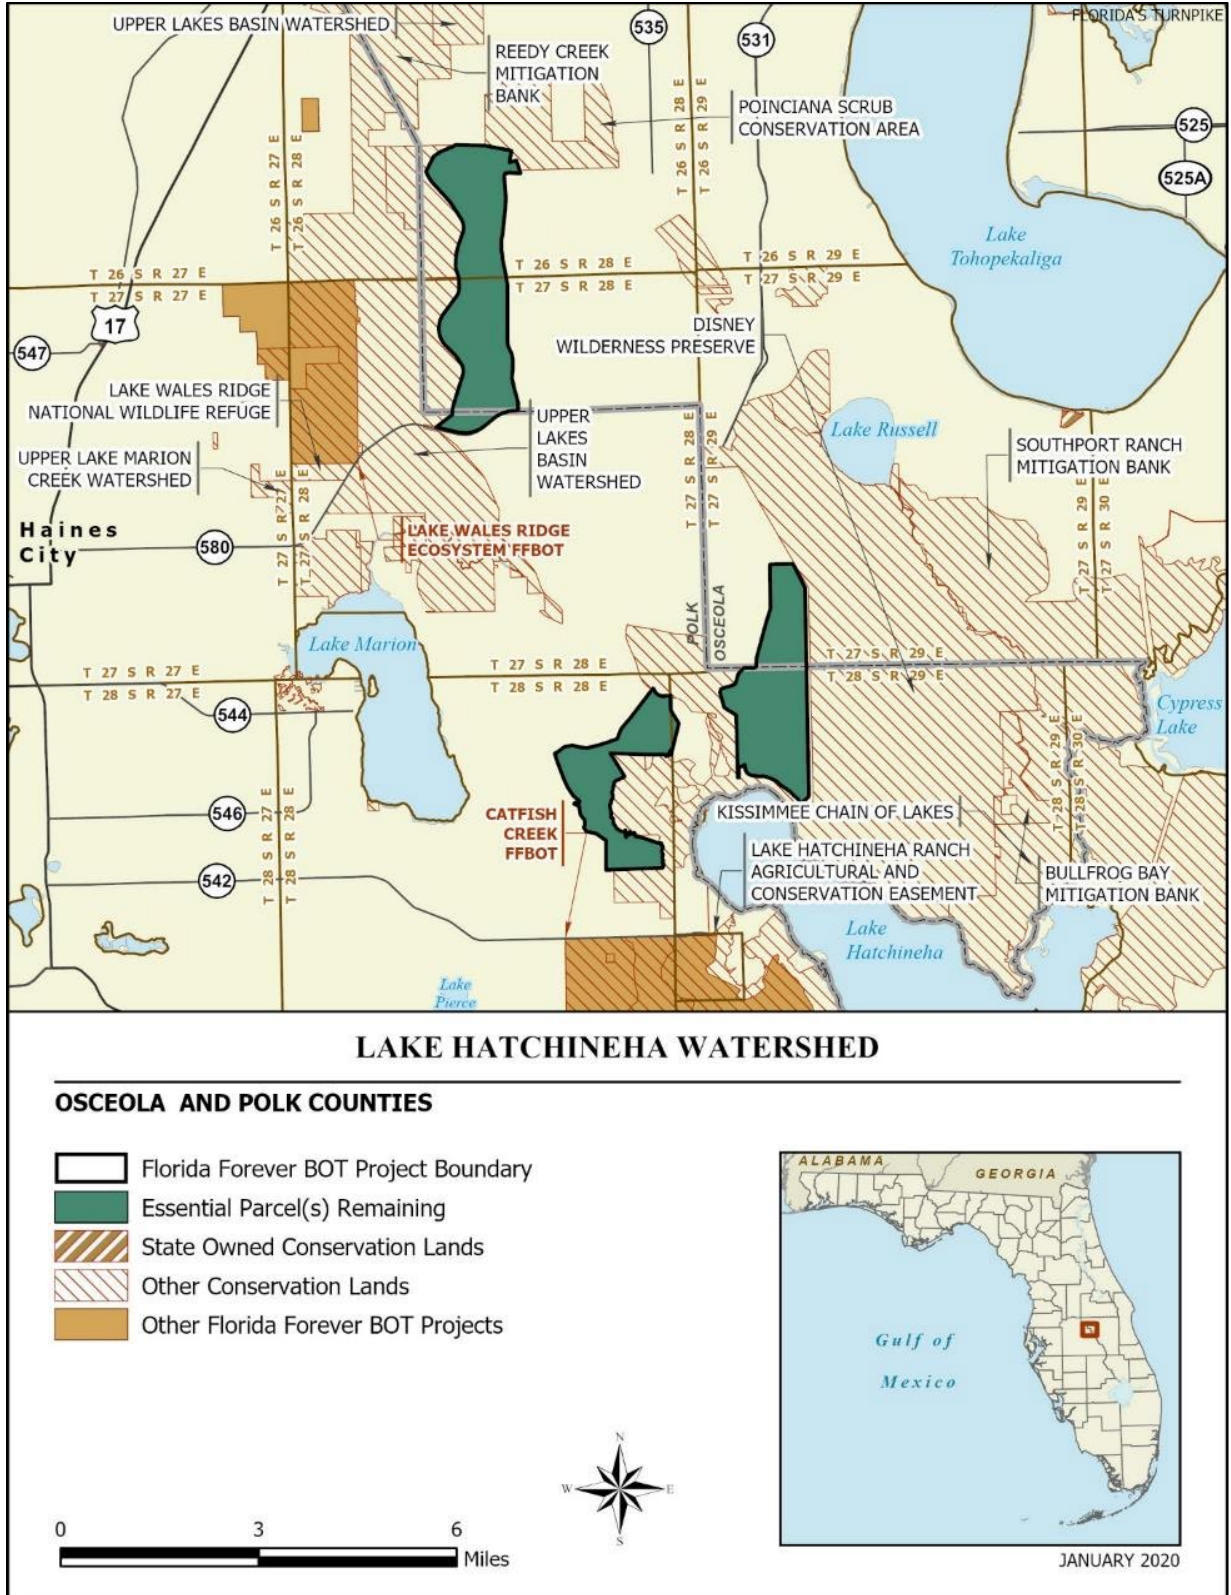 UPPER LAKES BASIN WATERSHED
FLORIDA'S TURNPIKE
535
531
REEDY CREEK
MITIGATION
BANK
POINCIANA SCRUB
CONSERVATION AREA
525
525A
T 26 S R 27 E
T 26 S R 28 E
T 26 S R 28 E
T 26 S R 29 E
Lake
Tohopekaliga
T 26 S R 27 E
T 27 S R 27 E
T 26 S R 28 E
T 27 S R 28 E
T 26 S R 29 E
T 27 S R 29 E
17
547
DISNEY
WILDERNESS PRESERVE
LAKE WALES RIDGE
NATIONAL WILDLIFE REFUGE
UPPER
LAKES
BASIN
WATERSHED
Lake Russell
SOUTHPORT RANCH
MITIGATION BANK
UPPER LAKE MARION
CREEK WATERSHED
T 27 S R 27 E
T 27 S R 28 E
T 27 S R 28 E
T 27 S R 29 E
T 27 S R 29 E
T 27 S R 30 E
Haines
City
580
LAKE WALES RIDGE
ECOSYSTEM FFBOT
POLK
OSCEOLA
Lake Marion
T 27 S R 27 E
T 28 S R 27 E
T 27 S R 28 E
T 28 S R 28 E
T 27 S R 29 E
T 28 S R 29 E
544
Cypress
Lake
T 28 S R 29 E
T 28 S R 30 E
546
T 28 S R 27 E
T 28 S R 28 E
CATFISH
CREEK
FFBOT
KISSIMMEE CHAIN OF LAKES
LAKE HATCHINEHA RANCH
AGRICULTURAL AND
CONSERVATION EASEMENT
BULLFROG BAY
MITIGATION BANK
542
Lake
Hatchineha
Lake
Pierce
LAKE HATCHINEHA WATERSHED
OSCEOLA AND POLK COUNTIES
Florida Forever BOT Project Boundary
Essential Parcel(s) Remaining
State Owned Conservation Lands
Other Conservation Lands
Other Florida Forever BOT Projects
ALABAMA
GEORGIA
Gulf of
Mexico
N
W
E
S
0
3
6
Miles
JANUARY 2020